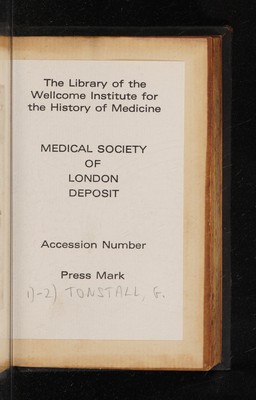 The Library of the
Wellcome Institute for
the History of Medicine
MEDICAL SOCIETY
OF
LONDON
DEPOSIT
Accession Number
Press Mark
1)-2) TONSTALL, G.